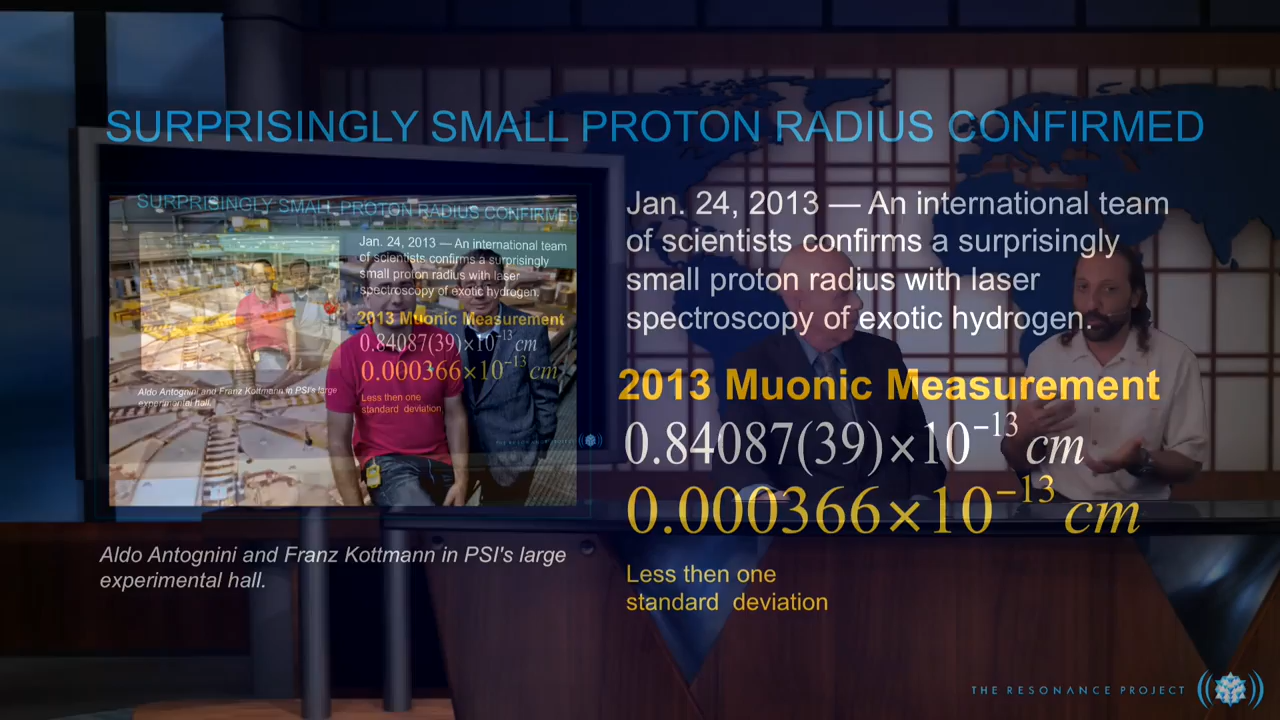 SURPRISINGLY SMALL PROTON RADIUS CONFIRMED
Jan. 24, 2013 — An international team
of scientists confirms a surprisingly
small proton radius with laser
spectroscopy of exotic hydrogen.
2013 Muonic Measurement
0.84087(39)×10⁻¹³ cm
0.000366×10⁻¹³ cm
Less then one
standard deviation
Aldo Antognini and Franz Kottmann in PSI's large
experimental hall.
SURPRISINGLY SMALL PROTON RADIUS CONFIRMED
Jan. 24, 2013 — An international team
of scientists confirms a surprisingly
small proton radius with laser
spectroscopy of exotic hydrogen.
2013 Muonic Measurement
0.84087(39)×10⁻¹³ cm
0.000366×10⁻¹³ cm
Less then one
standard deviation
Aldo Antognini and Franz Kottmann in PSI's large
experimental hall.
THE RESONANCE PROJECT